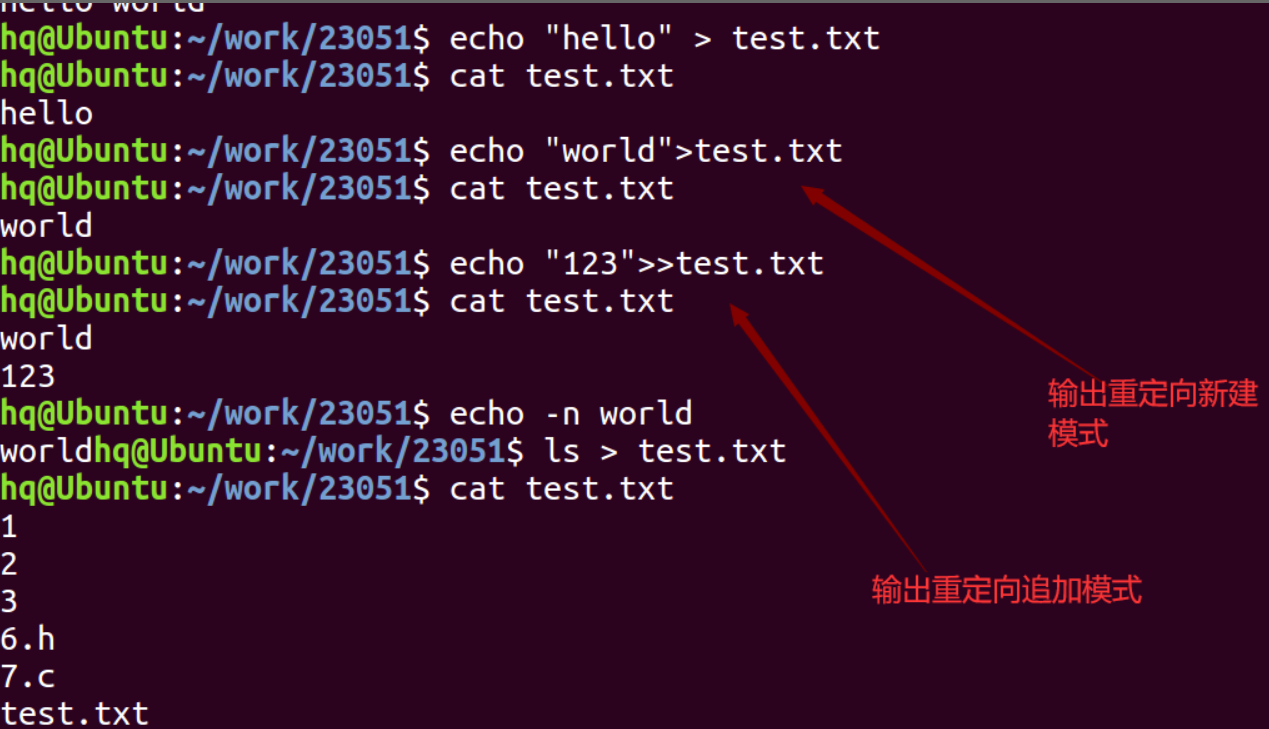 hello world
hq@Ubuntu:~/work/23051$ echo "hello" > test.txt
hq@Ubuntu:~/work/23051$ cat test.txt
hello
hq@Ubuntu:~/work/23051$ echo "world">test.txt
hq@Ubuntu:~/work/23051$ cat test.txt
world
hq@Ubuntu:~/work/23051$ echo "123">>test.txt
hq@Ubuntu:~/work/23051$ cat test.txt
world
123
输出重定向新建
模式
hq@Ubuntu:~/work/23051$ echo -n world
worldhq@Ubuntu:~/work/23051$ ls > test.txt
hq@Ubuntu:~/work/23051$ cat test.txt
1
2
输出重定向追加模式
3
6.h
7.c
test.txt